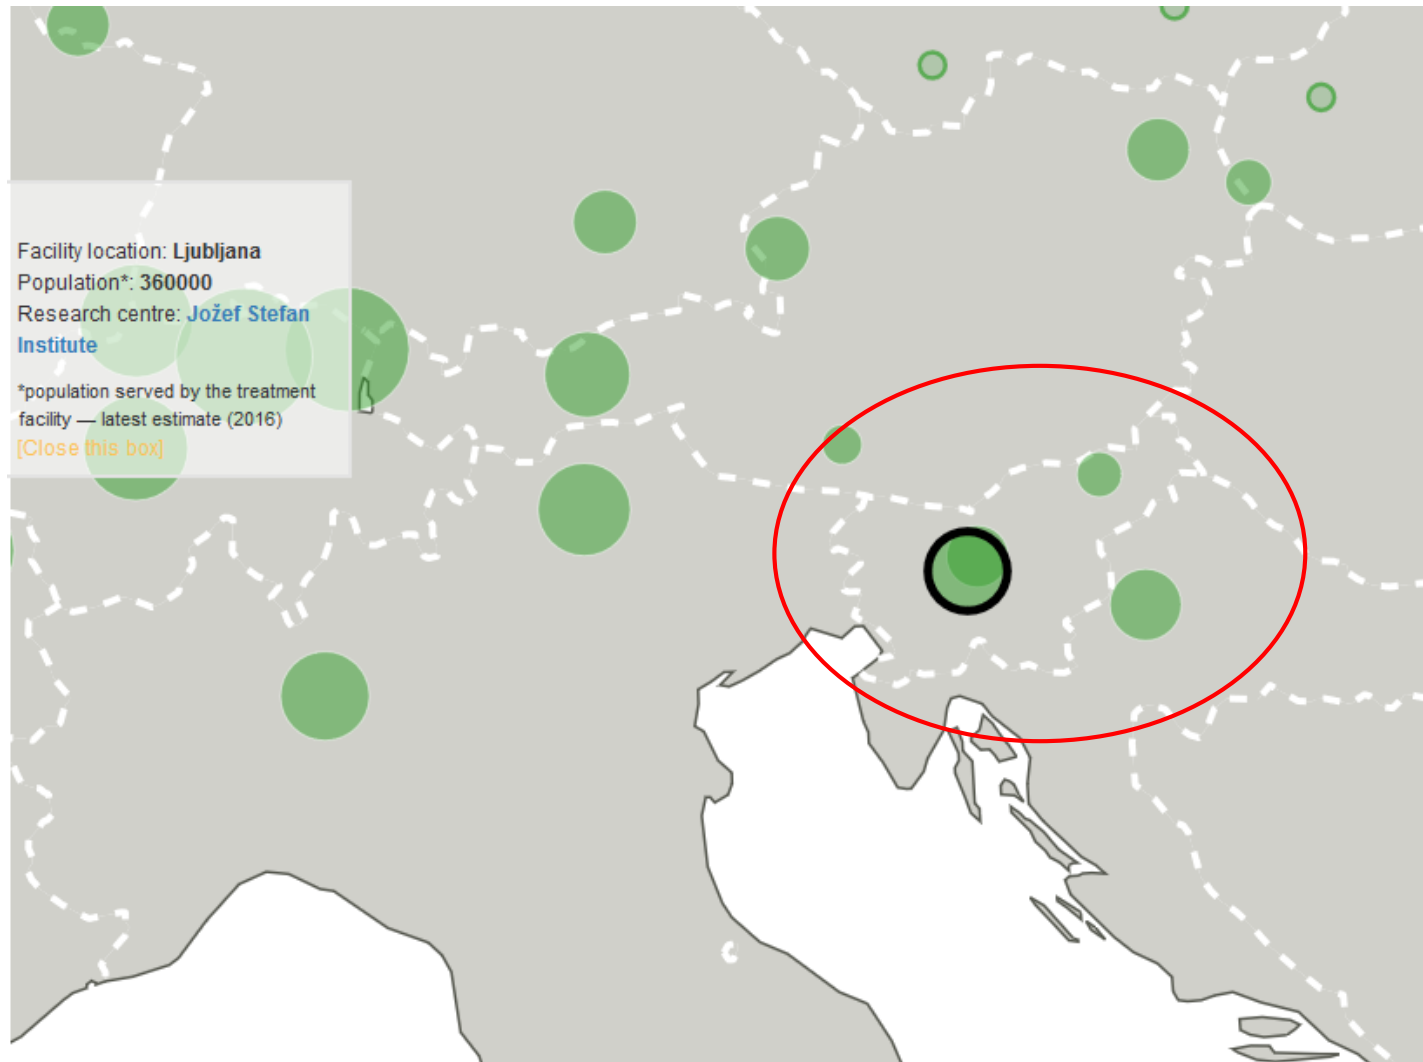 Facility location: Ljubljana
Population*: 360000
Research centre: Jožef Stefan
Institute
*population served by the treatment
facility — latest estimate (2016)
[Close this box]